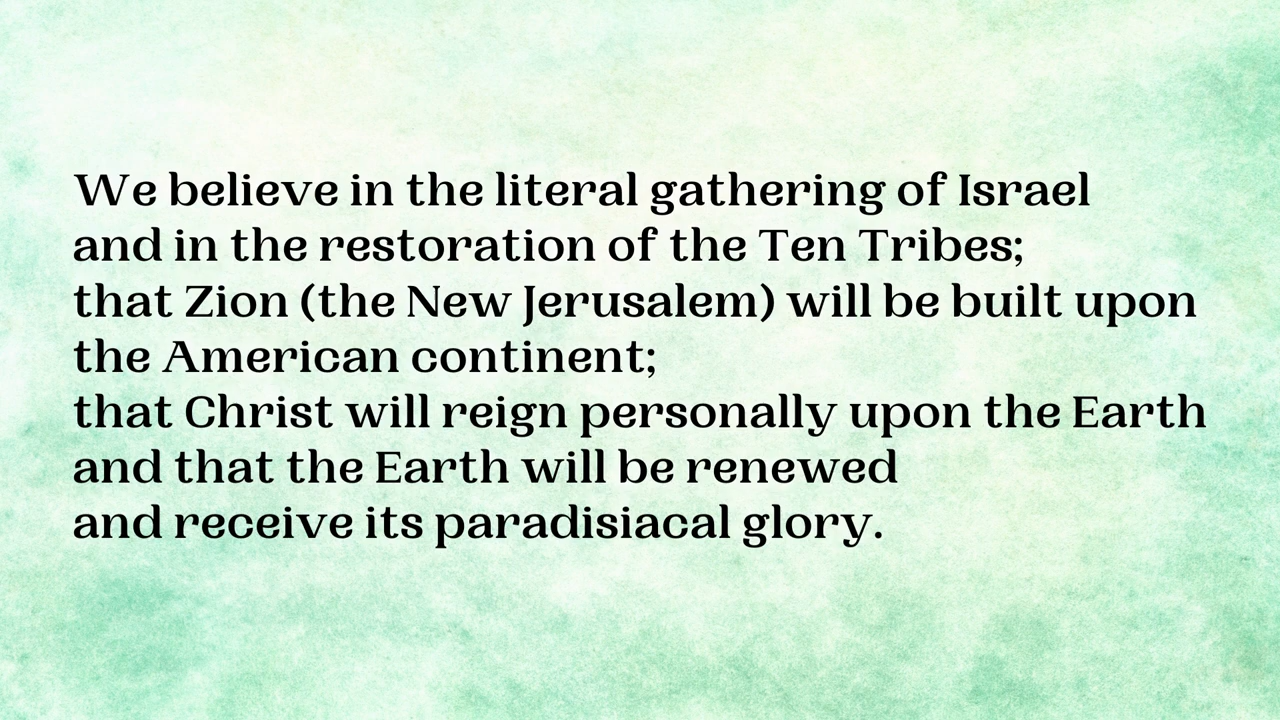 We believe in the literal gathering of Israel
and in the restoration of the Ten Tribes;
that Zion (the New Jerusalem) will be built upon
the American continent;
that Christ will reign personally upon the Earth
and that the Earth will be renewed
and receive its paradisiacal glory.